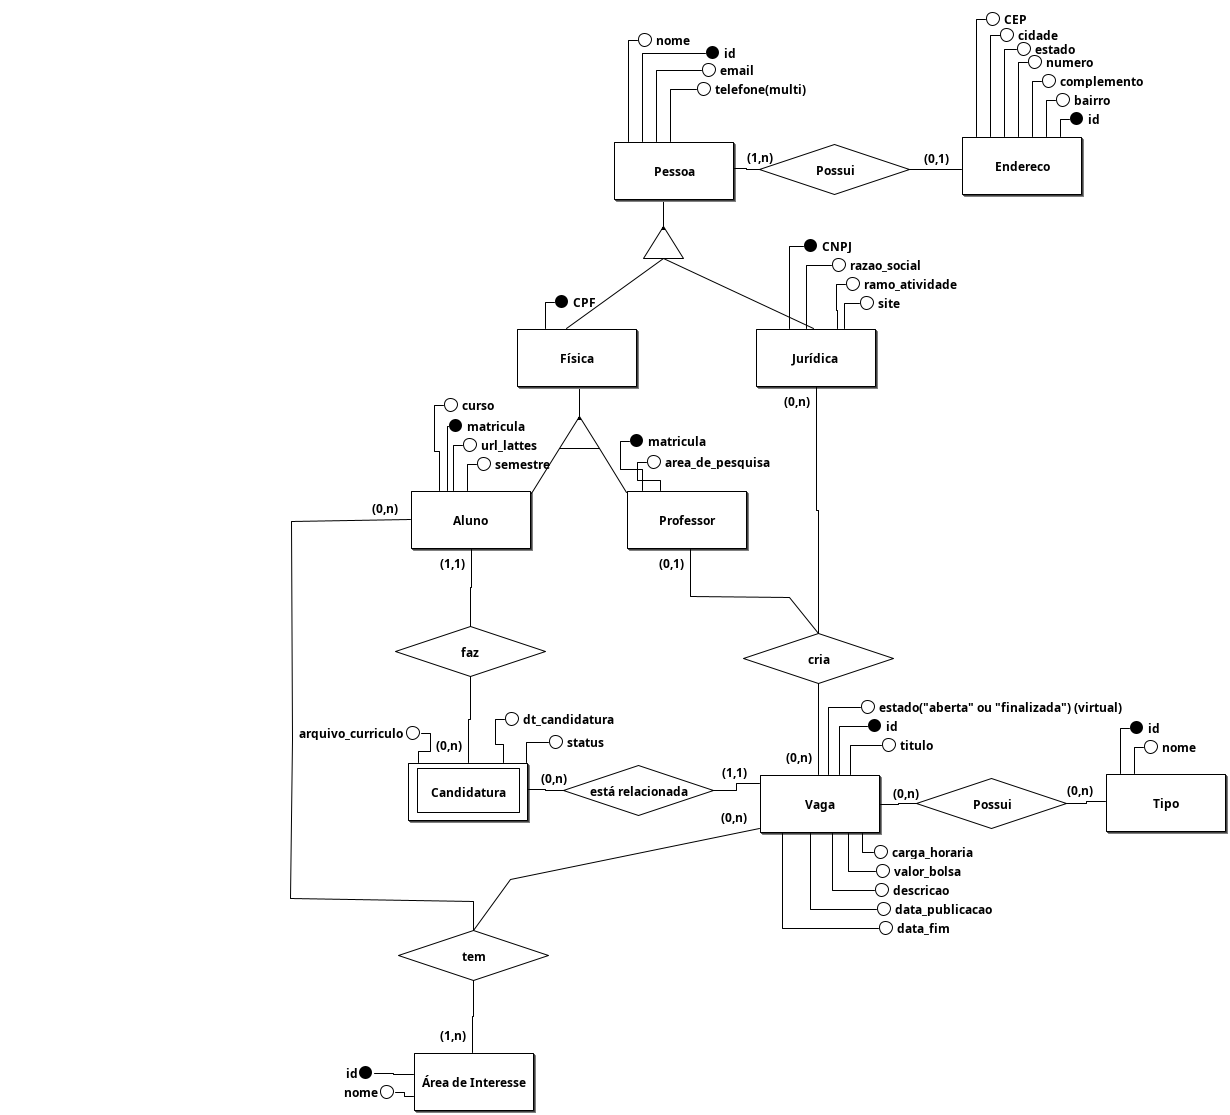 CEP
cidade
estado
numero
complemento
bairro
id
nome
id
email
telefone(multi)
Pessoa
(1,n)
Possui
(0,1)
Endereco
CNPJ
razao_social
ramo_atividade
site
CPF
Física
Jurídica
(0,n)
curso
matricula
url_lattes
semestre
matricula
area_de_pesquisa
(0,n)
Aluno
Professor
(1,1)
(0,1)
faz
cria
estado("aberta" ou "finalizada") (virtual)
id
titulo
dt_candidatura
status
arquivo_curriculo
(0,n)
(0,n)
id
nome
Candidatura
(0,n)
está relacionada
(1,1)
Vaga
(0,n)
Possui
(0,n)
Tipo
(0,n)
carga_horaria
valor_bolsa
descricao
data_publicacao
data_fim
tem
(1,n)
id
nome
Área de Interesse